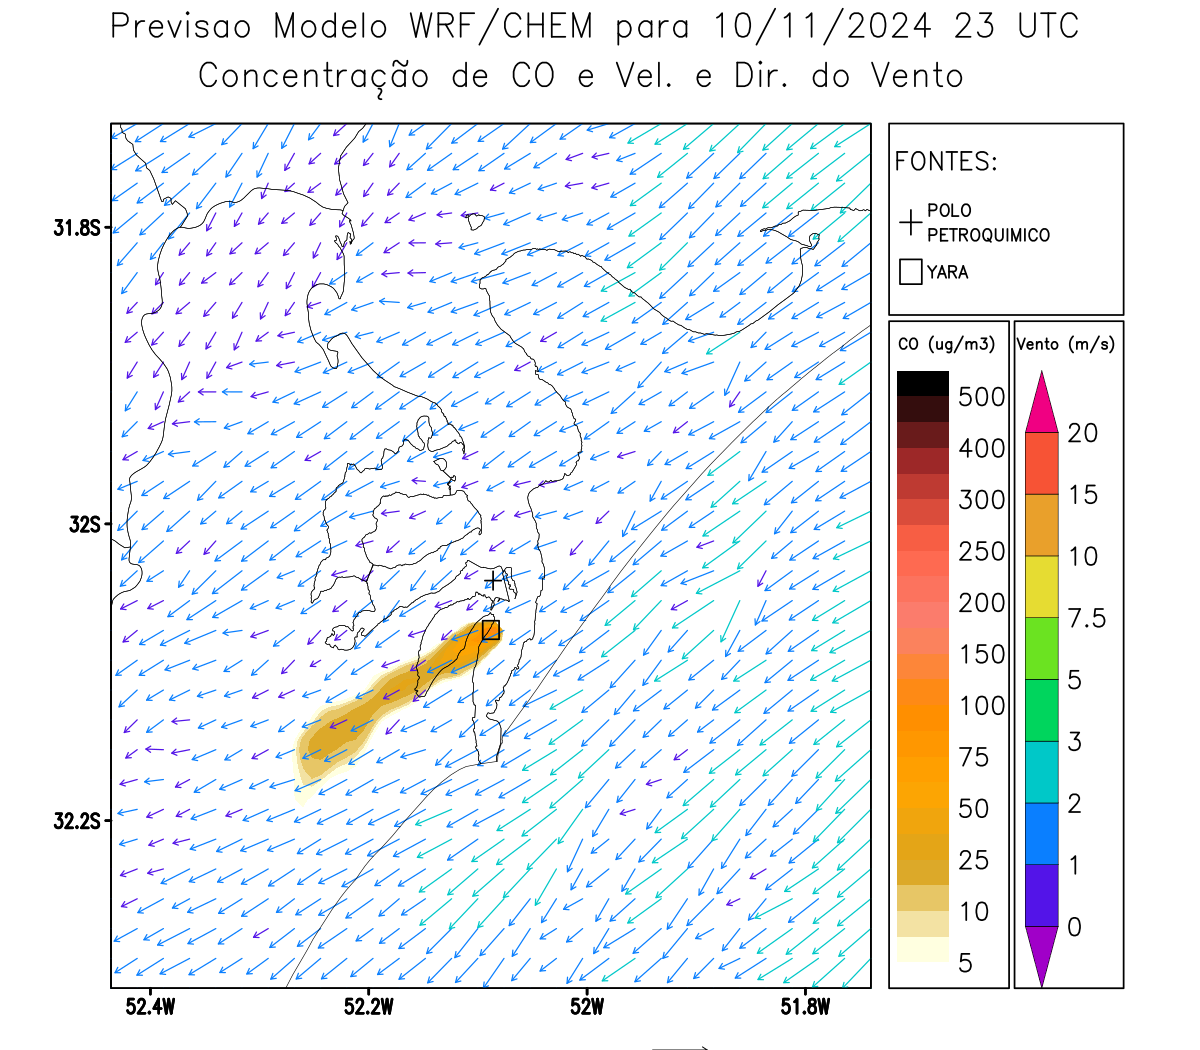 Previsao Modelo WRF/CHEM para 10/11/2024 23 UTC
Concentração de CO e Vel. e Dir. do Vento
FONTES:
POLO
PETROQUIMICO
YARA
CO (ug/m3)
500
400
300
250
200
150
100
75
50
25
10
5
Vento (m/s)
20
15
10
7.5
5
3
2
1
0
31.8S
32S
32.2S
52.4W
52.2W
52W
51.8W